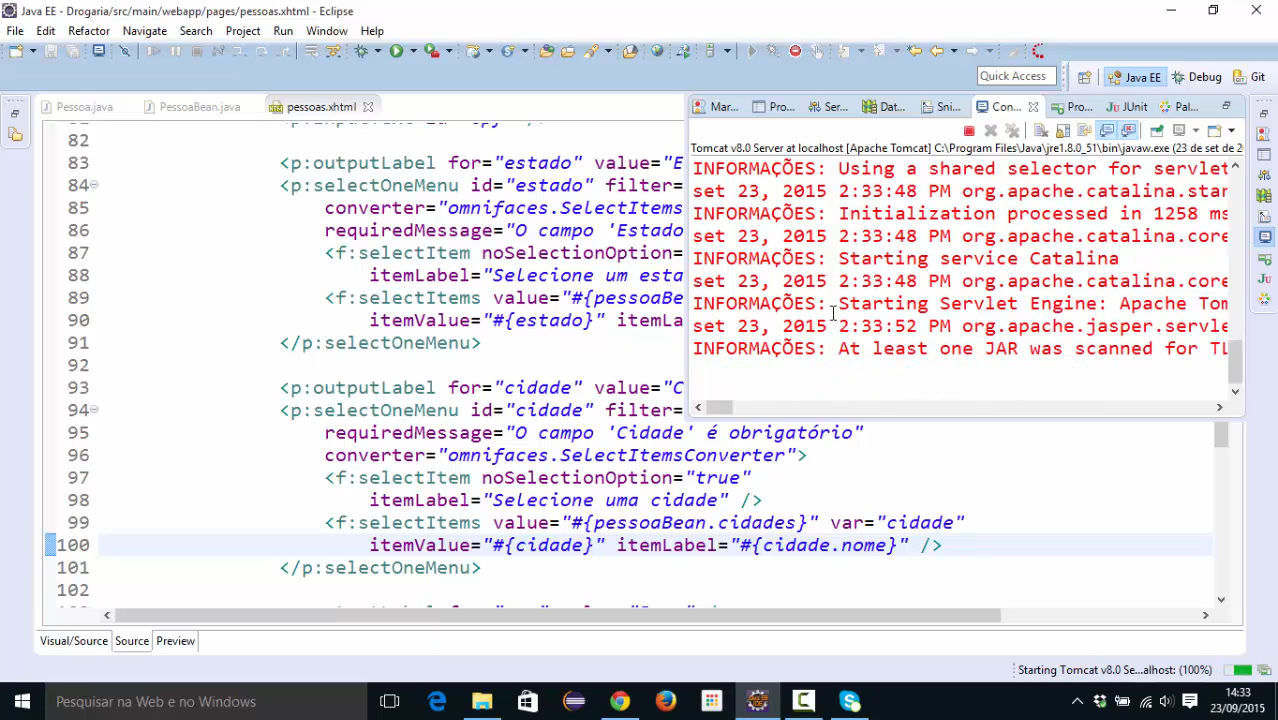 Java EE - Drogaria/src/main/webapp/pages/pessoas.xhtml - Eclipse
File Edit Refactor Navigate Search Project Run Window Help
Quick Access Java EE Debug Git
Pessoa.java PessoaBean.java pessoas.xhtml
Mar... Pro... Ser... Dat... Sni... Con... Pro... JUnit Pal...
Tomcat v8.0 Server at localhost [Apache Tomcat] C:\Program Files\Java\jre1.8.0_51\bin\javaw.exe (23 de set de 20
INFORMAÇÕES: Using a shared selector for servlet
set 23, 2015 2:33:48 PM org.apache.catalina.star
INFORMAÇÕES: Initialization processed in 1258 ms
set 23, 2015 2:33:48 PM org.apache.catalina.core
INFORMAÇÕES: Starting service Catalina
set 23, 2015 2:33:48 PM org.apache.catalina.core
INFORMAÇÕES: Starting Servlet Engine: Apache Tom
set 23, 2015 2:33:52 PM org.apache.jasper.servle
INFORMAÇÕES: At least one JAR was scanned for TL
82
83 <p:outputLabel for="estado" value="E
84 <p:selectOneMenu id="estado" filter=
85 converter="omnifaces.SelectItems
86 requiredMessage="O campo 'Estado
87 <f:selectItem noSelectionOption=
88 itemLabel="Selecione um esta
89 <f:selectItems value="#{pessoaBe
90 itemValue="#{estado}" itemLa
91 </p:selectOneMenu>
92
93 <p:outputLabel for="cidade" value="C
94 <p:selectOneMenu id="cidade" filter=
95 requiredMessage="O campo 'Cidade' é obrigatório"
96 converter="omnifaces.SelectItemsConverter">
97 <f:selectItem noSelectionOption="true"
98 itemLabel="Selecione uma cidade" />
99 <f:selectItems value="#{pessoaBean.cidades}" var="cidade"
100 itemValue="#{cidade}" itemLabel="#{cidade.nome}" />
101 </p:selectOneMenu>
102
Visual/Source Source Preview
Starting Tomcat v8.0 Se...alhost: (100%)
Pesquisar na Web e no Windows
14:33
23/09/2015